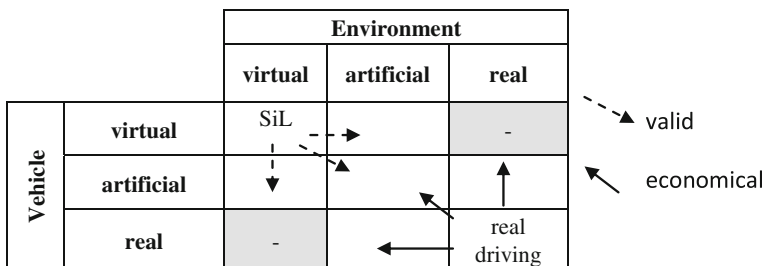 Environment
virtual artificial real
Vehicle
virtual SiL -
valid
artificial
economical
real - real
driving